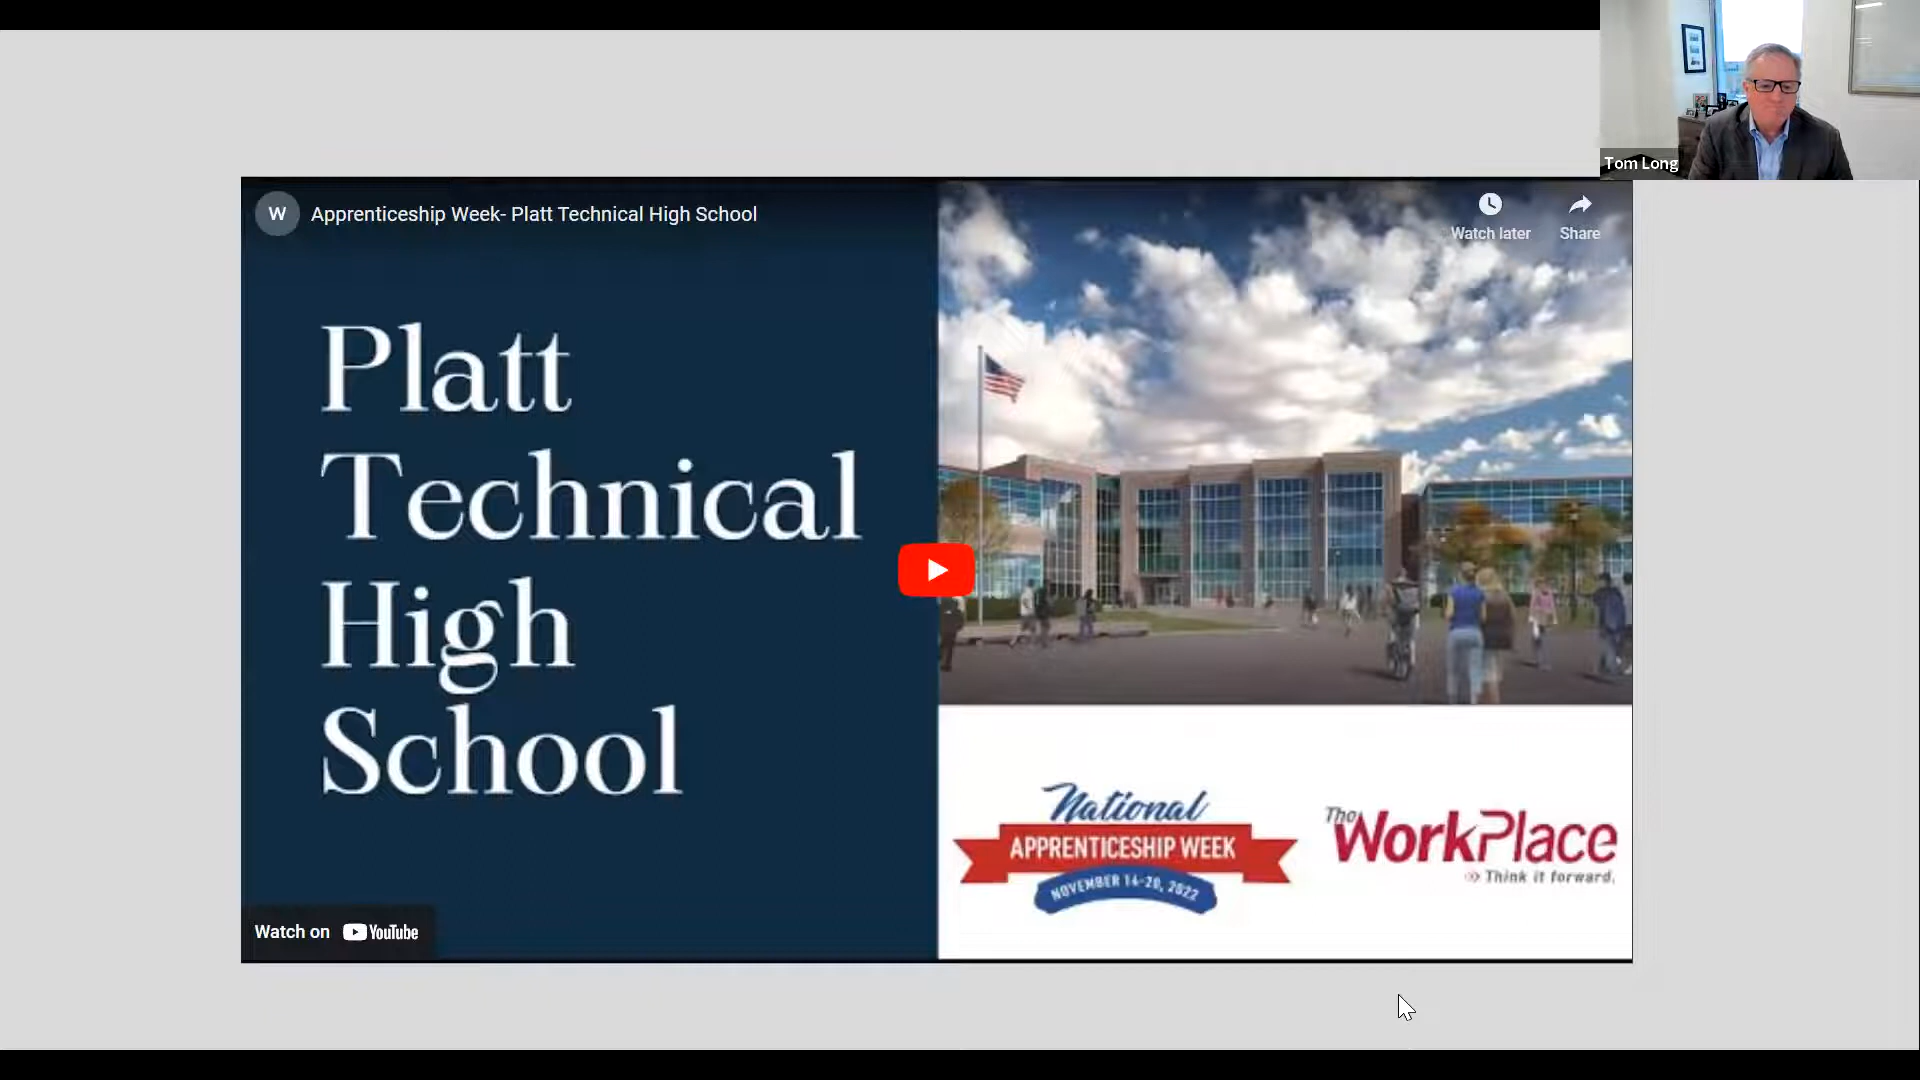 Tom Long
W
Apprenticeship Week- Platt Technical High School
Watch later
Share
Platt
Technical
High
School
National
APPRENTICESHIP WEEK
NOVEMBER 14-20, 2022
The WorkPlace
Think it forward.
Watch on YouTube